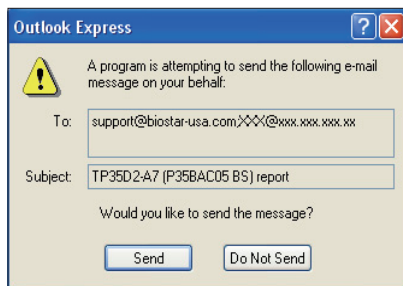 Outlook Express
A program is attempting to send the following e-mail
message on your behalf:
To: support@biostar-usa.com;XXX@xxx.xxx.xxx.xx
Subject: TP35D2-A7 (P35BAC05 BS) report
Would you like to send the message?
Send Do Not Send